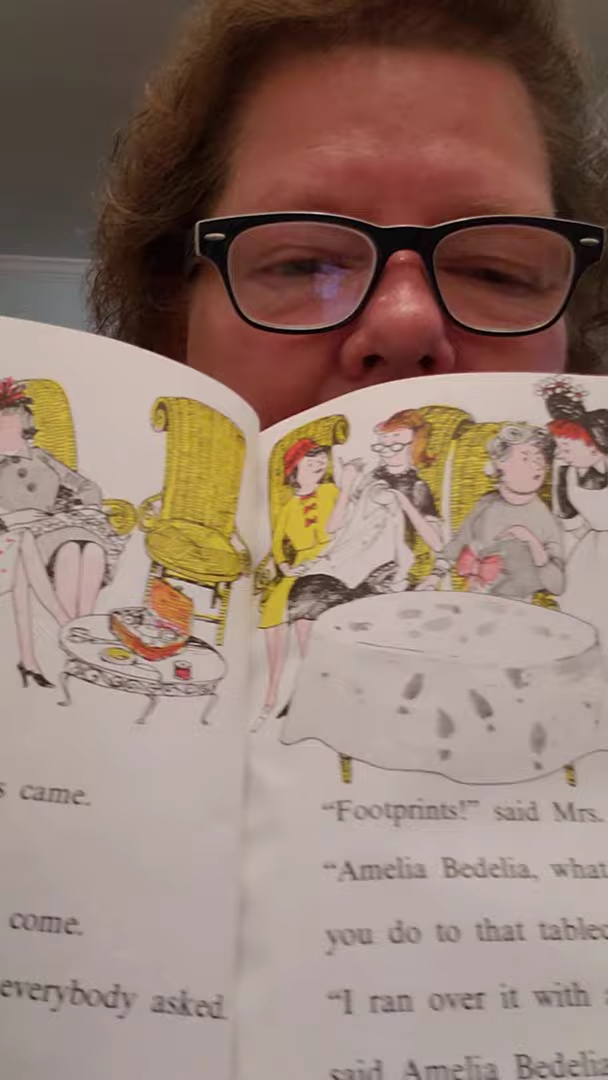 s came.
come.
everybody asked.
“Footprints!” said Mrs.
“Amelia Bedelia, what
you do to that tablec
“I ran over it with
said Amelia Bedelia